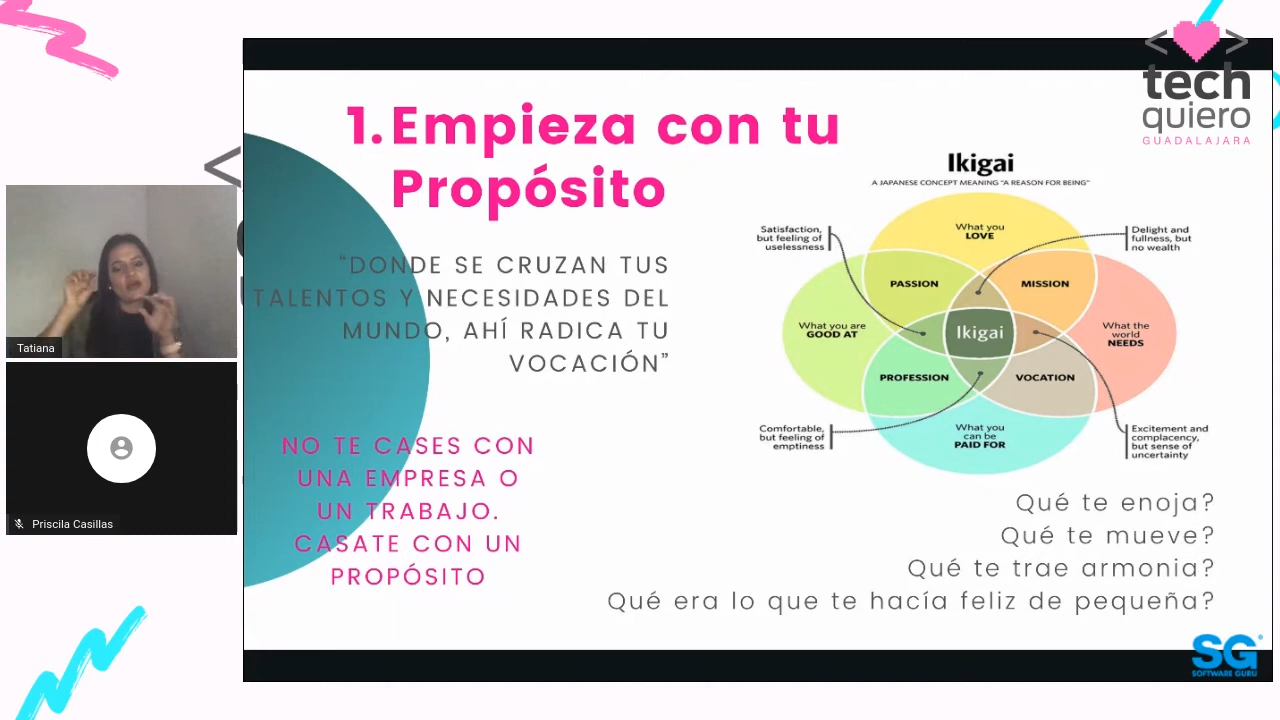 tech
quiero
GUADALAJARA
1. Empieza con tu
Propósito
“DONDE SE CRUZAN TUS
TALENTOS Y NECESIDADES DEL
MUNDO, AHÍ RADICA TU
VOCACIÓN”
NO TE CASES CON
UNA EMPRESA O
UN TRABAJO.
CASATE CON UN
PROPÓSITO
Ikigai
A JAPANESE CONCEPT MEANING "A REASON FOR BEING"
Satisfaction,
but feeling of
uselessness
What you
LOVE
Delight and
fullness, but
no wealth
PASSION
MISSION
What you are
GOOD AT
Ikigai
What the
world
NEEDS
PROFESSION
VOCATION
Comfortable,
but feeling of
emptiness
What you
can be
PAID FOR
Excitement and
complacency,
but sense of
uncertainty
Qué te enoja?
Qué te mueve?
Qué te trae armonia?
Qué era lo que te hacía feliz de pequeña?
Tatiana
Priscila Casillas
SG
SOFTWARE GURU